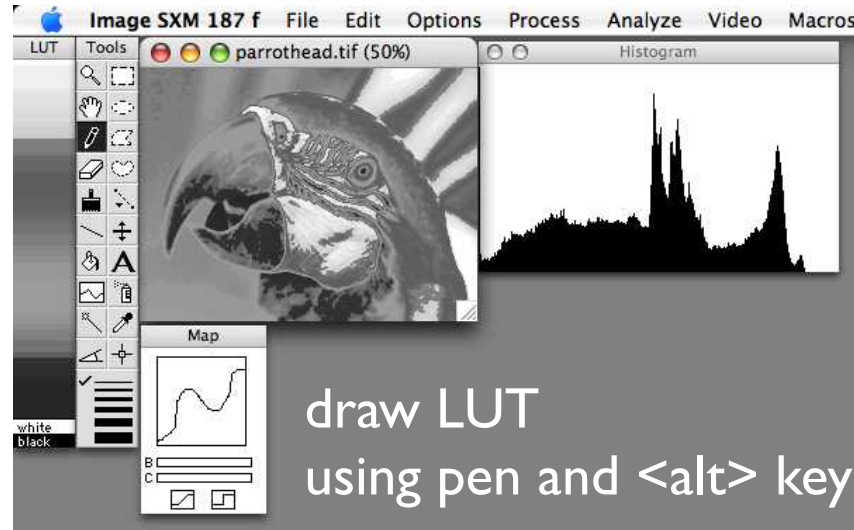 Image SXM 187 f File Edit Options Process Analyze Video Macros
LUT
Tools
parrothead.tif (50%)
Histogram
A
Map
B
C
white
black
draw LUT
using pen and <alt> key